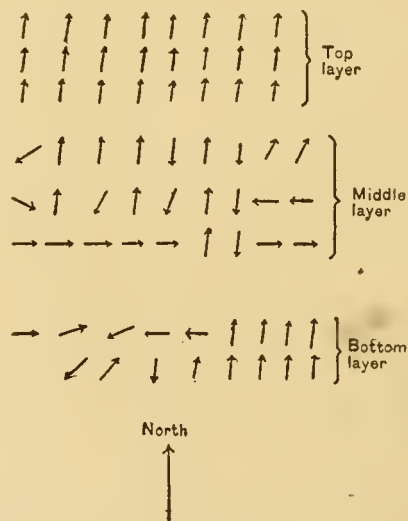 Top
layer
Middle
layer
Bottom
layer
North